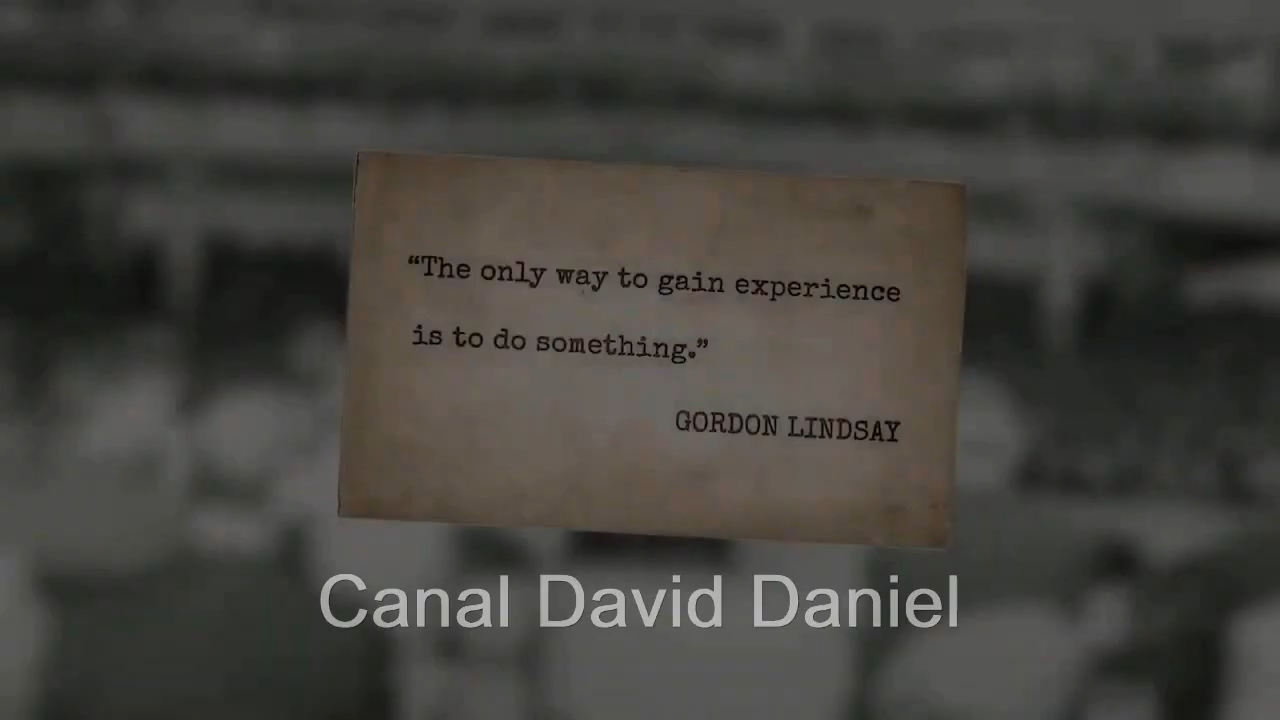 “The only way to gain experience
is to do something.”
GORDON LINDSAY
Canal David Daniel